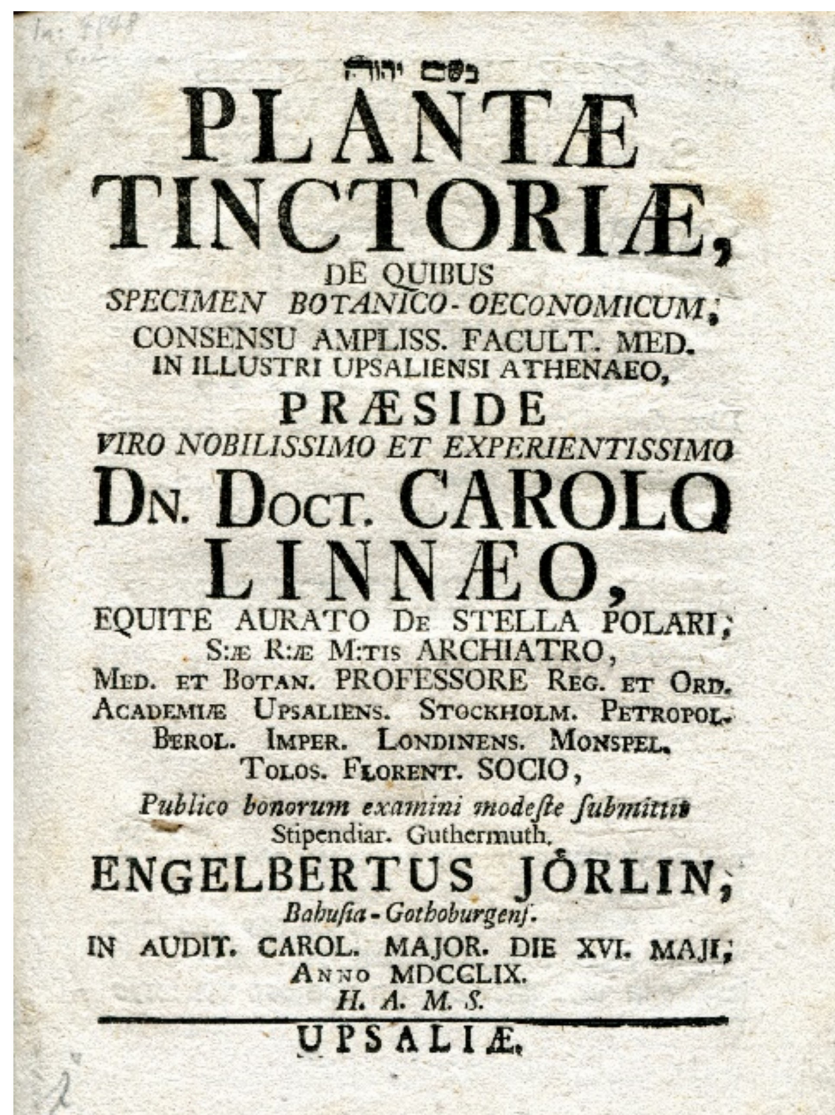 In: 4848
c.2
בשם יהוה
PLANTÆ
TINCTORIÆ,
DE QUIBUS
SPECIMEN BOTANICO-OECONOMICUM,
CONSENSU AMPLISS. FACULT. MED.
IN ILLUSTRI UPSALIENSI ATHENAEO,
PRÆSIDE
VIRO NOBILISSIMO ET EXPERIENTISSIMO
DN. DOCT. CAROLO
LINNÆO,
EQUITE AURATO DE STELLA POLARI,
S:Æ R:Æ M:TIS ARCHIATRO,
MED. ET BOTAN. PROFESSORE REG. ET ORD.
ACADEMIÆ UPSALIENS. STOCKHOLM. PETROPOL.
BEROL. IMPER. LONDINENS. MONSPEL.
TOLOS. FLORENT. SOCIO,
Publico bonorum examini modeſte ſubmittit
Stipendiar. Guthermuth.
ENGELBERTUS JÖRLIN,
Bahuſia-Gothoburgenſ.
IN AUDIT. CAROL. MAJOR. DIE XVI. MAJI,
ANNO MDCCLIX.
H. A. M. S.
UPSALIÆ.